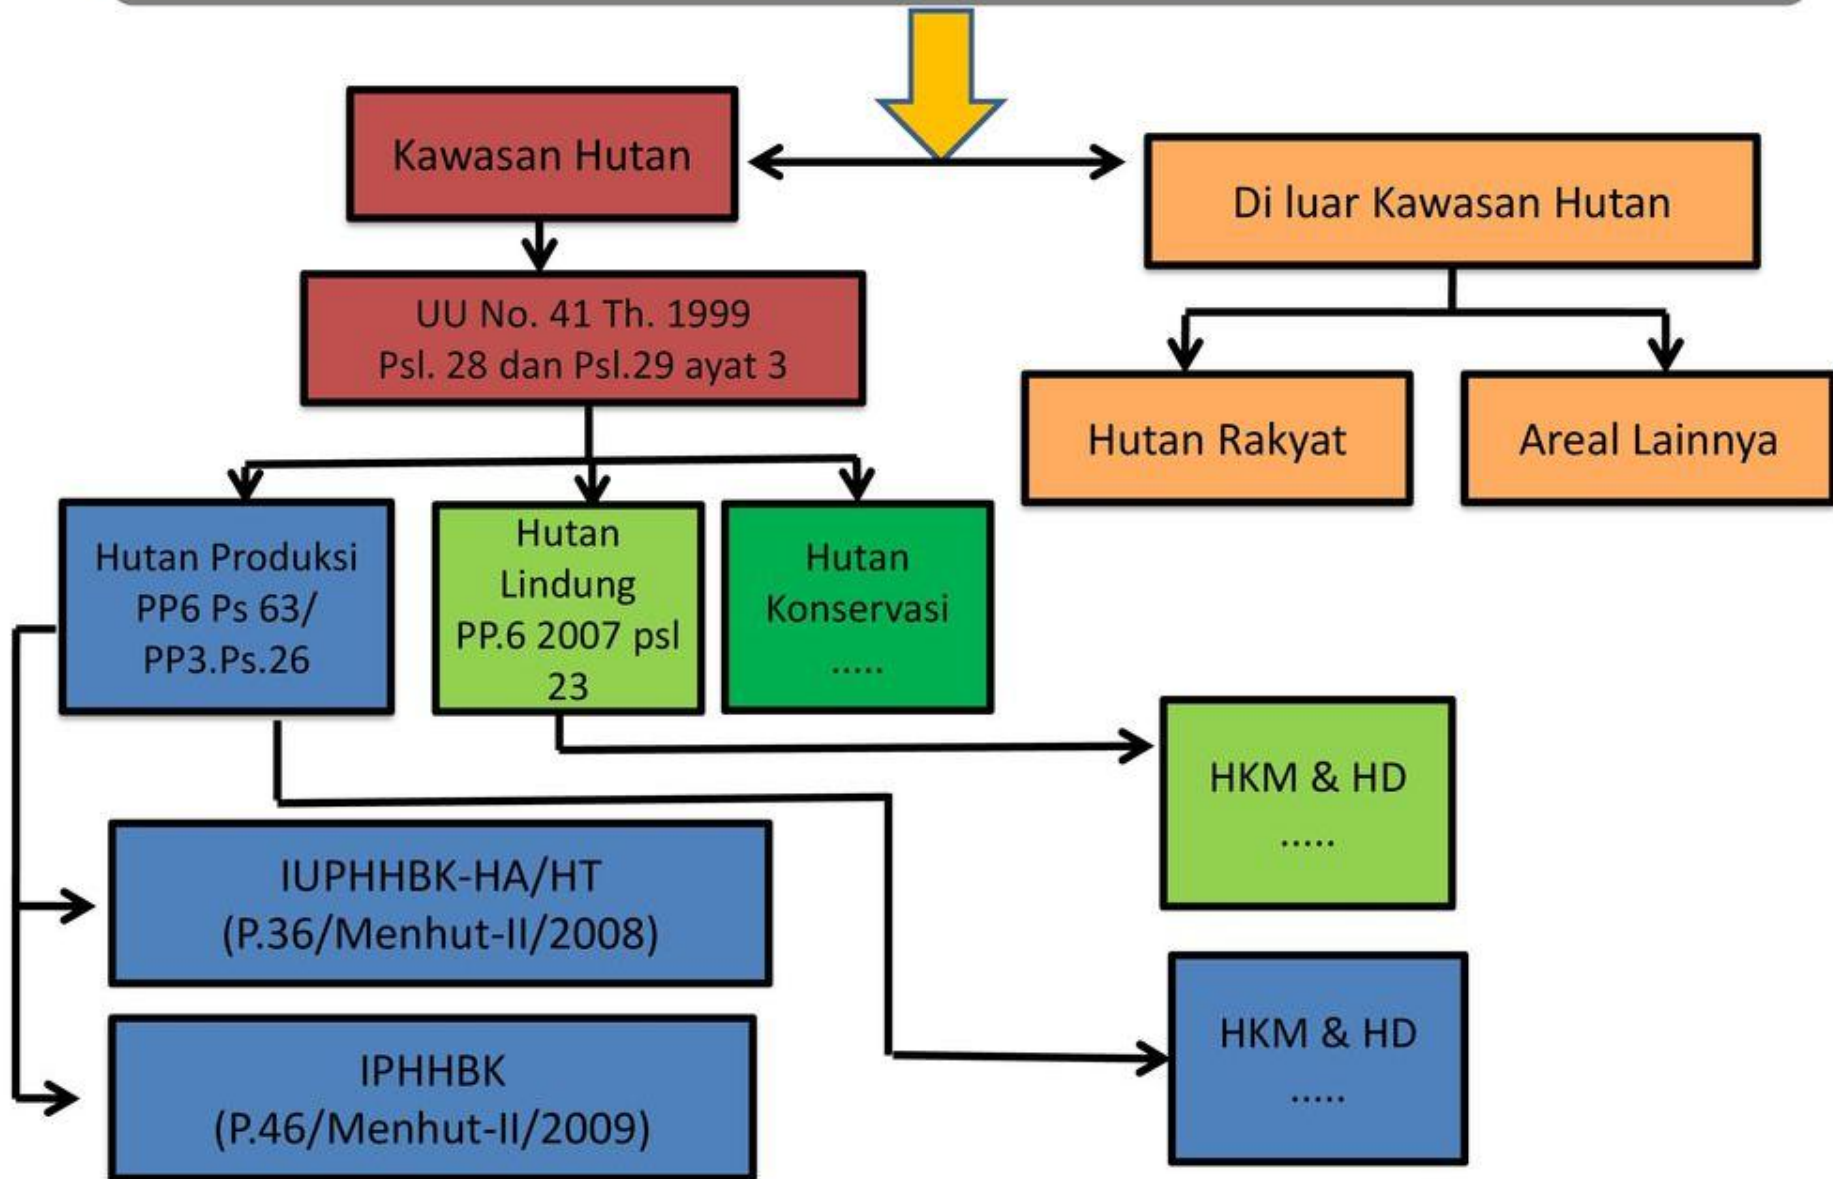 Kawasan Hutan
Di luar Kawasan Hutan
UU No. 41 Th. 1999
Psl. 28 dan Psl.29 ayat 3
Hutan Rakyat
Areal Lainnya
Hutan Produksi
PP6 Ps 63/
PP3.Ps.26
Hutan
Lindung
PP.6 2007 psl
23
Hutan
Konservasi
.....
HKM & HD
.....
IUPHHBK-HA/HT
(P.36/Menhut-II/2008)
HKM & HD
.....
IPHHBK
(P.46/Menhut-II/2009)